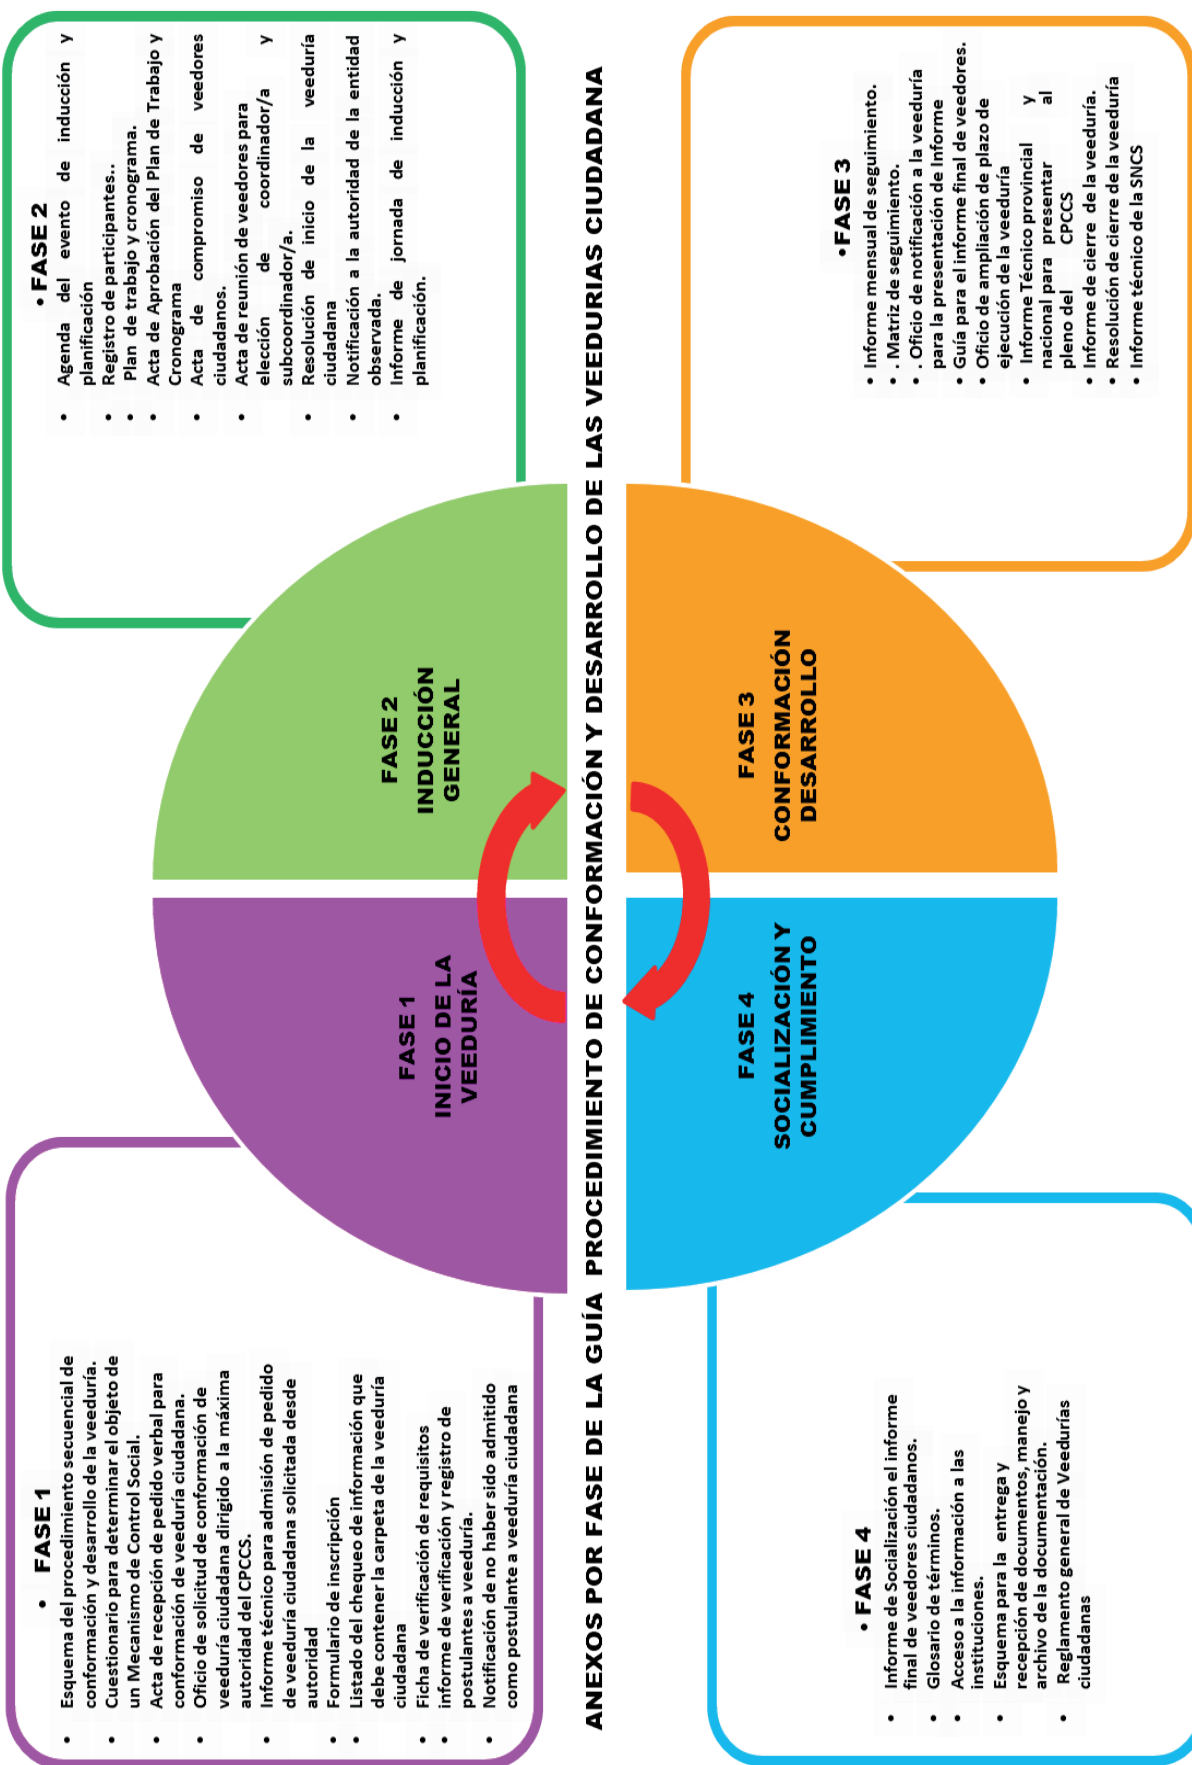 • FASE 1
• Esquema del procedimiento secuencial de
conformación y desarrollo de la veeduría.
• Cuestionario para determinar el objeto de
un Mecanismo de Control Social.
• Acta de recepción de pedido verbal para
conformación de veeduría ciudadana.
• Oficio de solicitud de conformación de
veeduría ciudadana dirigido a la máxima
autoridad del CPCCS.
• Informe técnico para admisión de pedido
de veeduría ciudadana solicitada desde
autoridad
• Formulario de inscripción
• Listado del chequeo de información que
debe contener la carpeta de la veeduría
ciudadana
• Ficha de verificación de requisitos
• informe de verificación y registro de
postulantes a veeduría.
• Notificación de no haber sido admitido
como postulante a veeduría ciudadana
• FASE 2
• Agenda del evento de inducción y
planificación
• Registro de participantes..
• Plan de trabajo y cronograma.
• Acta de Aprobación del Plan de Trabajo y
Cronograma
• Acta de compromiso de veedores
ciudadanos.
• Acta de reunión de veedores para
elección de coordinador/a y
subcoordinador/a.
• Resolución de inicio de la veeduría
ciudadana
• Notificación a la autoridad de la entidad
observada.
• Informe de jornada de inducción y
planificación.
FASE 1
INICIO DE LA
VEEDURÍA
FASE 2
INDUCCIÓN
GENERAL
ANEXOS POR FASE DE LA GUÍA PROCEDIMIENTO DE CONFORMACIÓN Y DESARROLLO DE LAS VEEDURIAS CIUDADANA
FASE 4
SOCIALIZACIÓN Y
CUMPLIMIENTO
FASE 3
CONFORMACIÓN
DESARROLLO
• FASE 4
• Informe de Socialización el informe
final de veedores ciudadanos.
• Glosario de términos.
• Acceso a la información a las
instituciones.
• Esquema para la entrega y
recepción de documentos, manejo y
archivo de la documentación.
• Reglamento general de Veedurías
ciudadanas
• FASE 3
• Informe mensual de seguimiento.
• . Matriz de seguimiento.
• . Oficio de notificación a la veeduría
para la presentación de Informe
• Guía para el informe final de veedores.
• Oficio de ampliación de plazo de
ejecución de la veeduría
• Informe Técnico provincial y
nacional para presentar al
pleno del CPCCS
• Informe de cierre de la veeduría.
• Resolución de cierre de la veeduría
• Informe técnico de la SNCS